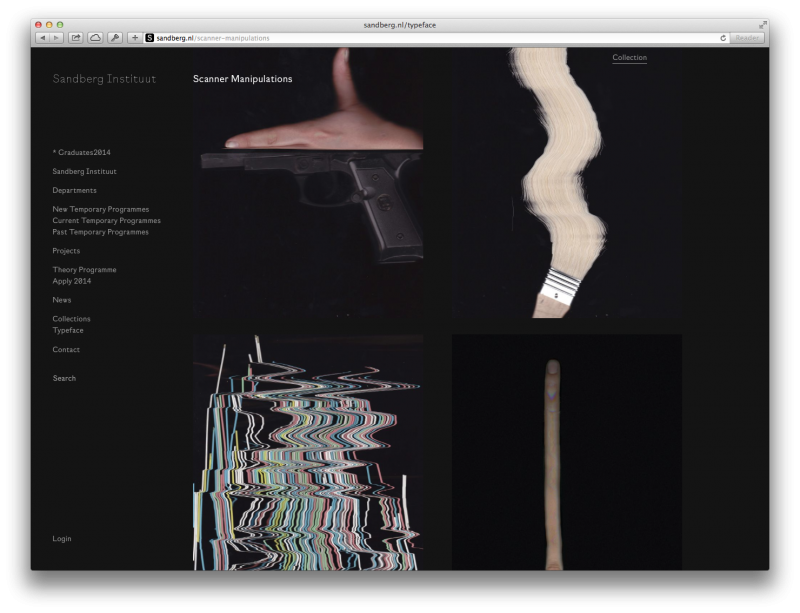 sandberg.nl/typeface
S sandberg.nl/scanner-manipulations
Reader
Collection
Sandberg Instituut
Scanner Manipulations
* Graduates2014
Sandberg Instituut
Departments
New Temporary Programmes
Current Temporary Programmes
Past Temporary Programmes
Projects
Theory Programme
Apply 2014
News
Collections
Typeface
Contact
Search
Login